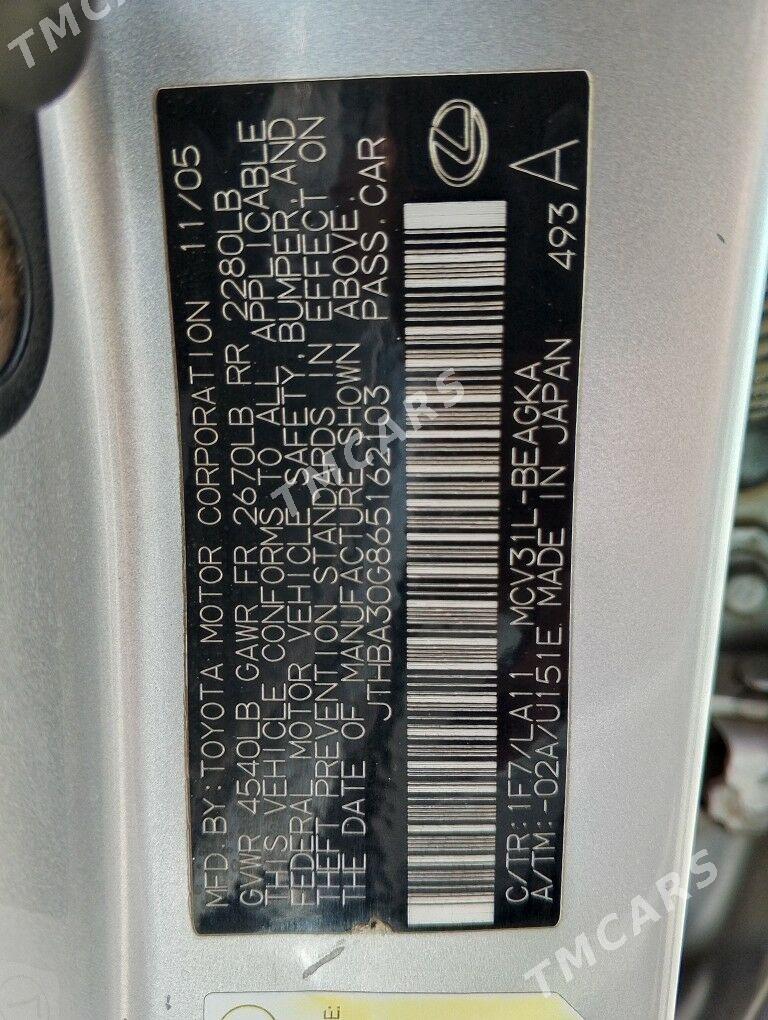 MFD.BY:TOYOTA MOTOR CORPORATION 11/05
GVWR 4540LB GAWR FR 2670LB RR 2280LB
THIS VEHICLE CONFORMS TO ALL APPLICABLE
FEDERAL MOTOR VEHICLE SAFETY, BUMPER, AND
THEFT PREVENTION STANDARDS IN EFFECT ON
THE DATE OF MANUFACTURE SHOWN ABOVE.
JTHBA30G865162103 PASS.CAR
C/TR:1F7/LA11 MCV31L-BEAGKA
A/TM:-02A/U151E MADE IN JAPAN
493 A
TMCARS
TMCARS
TMCARS
TMCARS